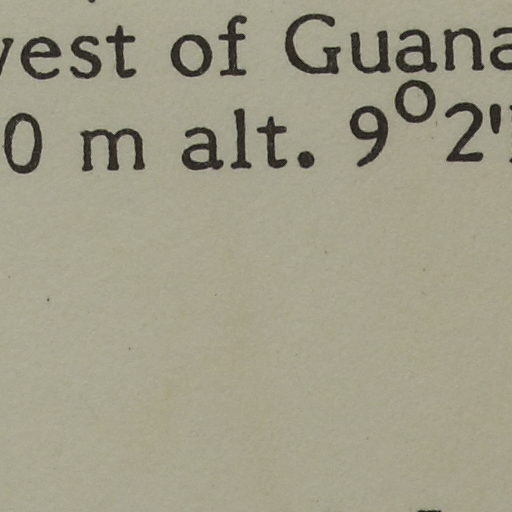 west of Guana
0 m alt. 9°2'